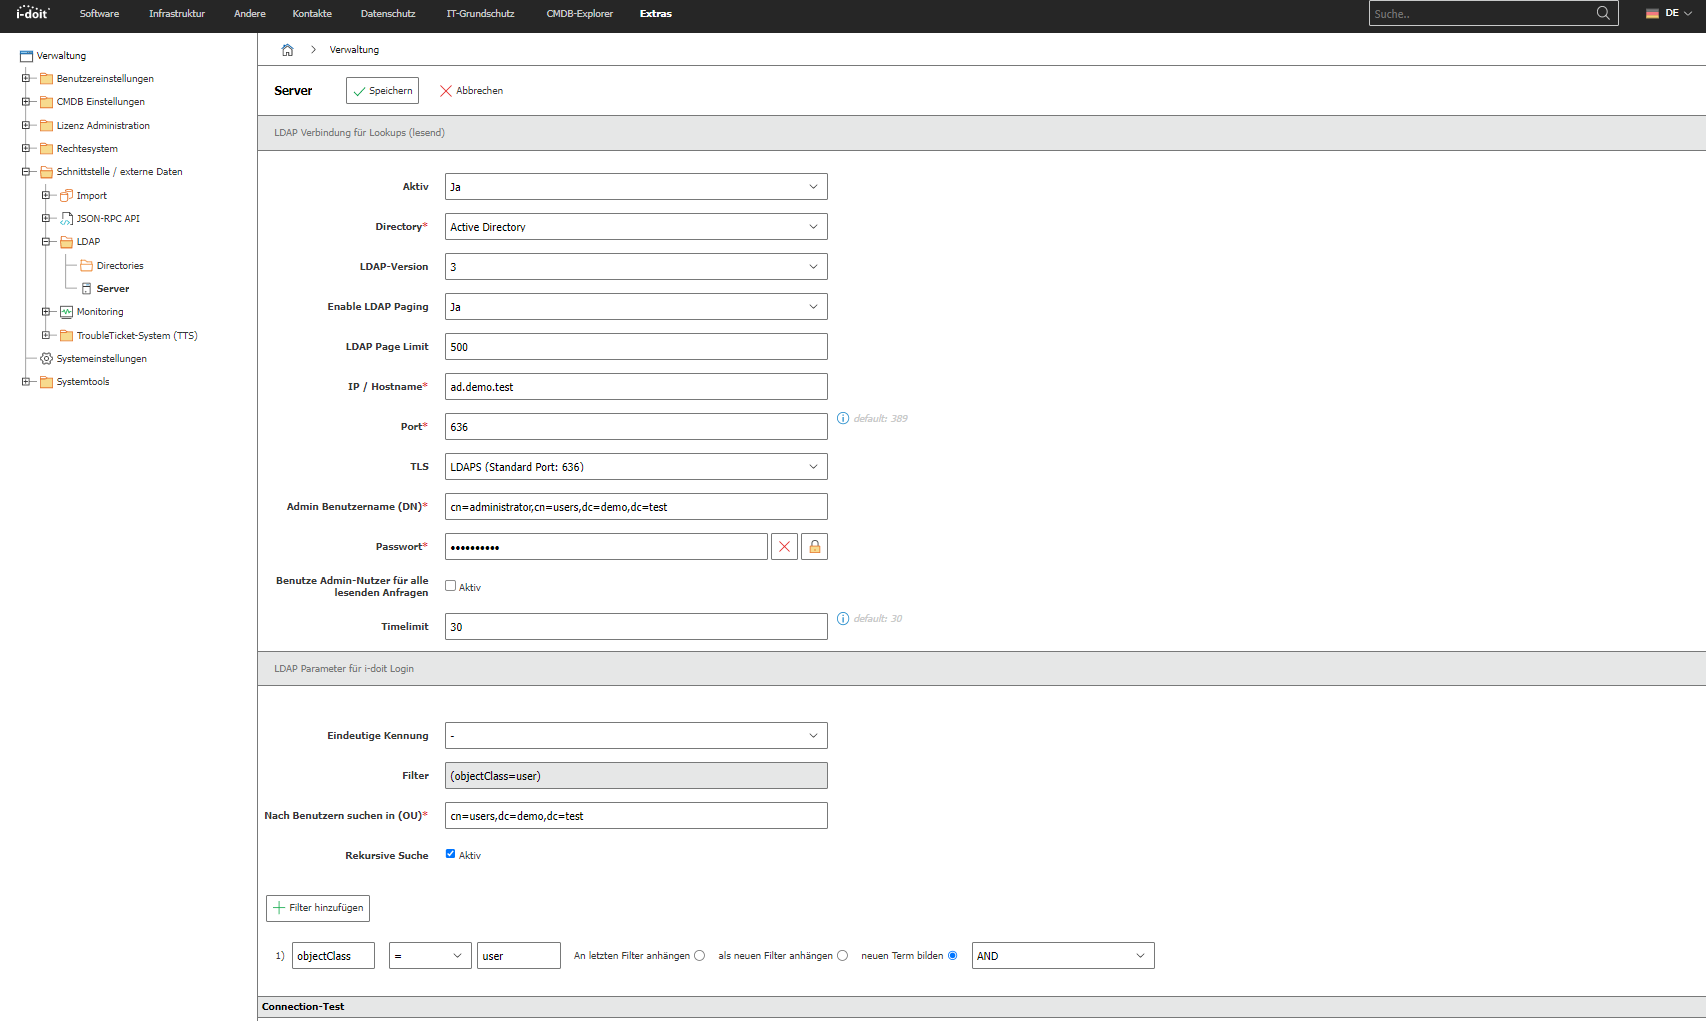 i-doit Software Infrastruktur Andere Kontakte Datenschutz IT-Grundschutz CMDB-Explorer Extras Suche.. DE
Verwaltung
Benutzereinstellungen
CMDB Einstellungen
Lizenz Administration
Rechtesystem
Schnittstelle / externe Daten
Import
JSON-RPC API
LDAP
Directories
Server
Monitoring
TroubleTicket-System (TTS)
Systemeinstellungen
Systemtools
Verwaltung
Server Speichern Abbrechen
LDAP Verbindung für Lookups (lesend)
Aktiv Ja
Directory* Active Directory
LDAP-Version 3
Enable LDAP Paging Ja
LDAP Page Limit 500
IP / Hostname* ad.demo.test
Port* 636 default: 389
TLS LDAPS (Standard Port: 636)
Admin Benutzername (DN)* cn=administrator,cn=users,dc=demo,dc=test
Passwort* ••••••••••
Benutze Admin-Nutzer für alle
lesenden Anfragen Aktiv
Timelimit 30 default: 30
LDAP Parameter für i-doit Login
Eindeutige Kennung -
Filter (objectClass=user)
Nach Benutzern suchen in (OU)* cn=users,dc=demo,dc=test
Rekursive Suche Aktiv
Filter hinzufügen
1) objectClass = user An letzten Filter anhängen als neuen Filter anhängen neuen Term bilden AND
Connection-Test